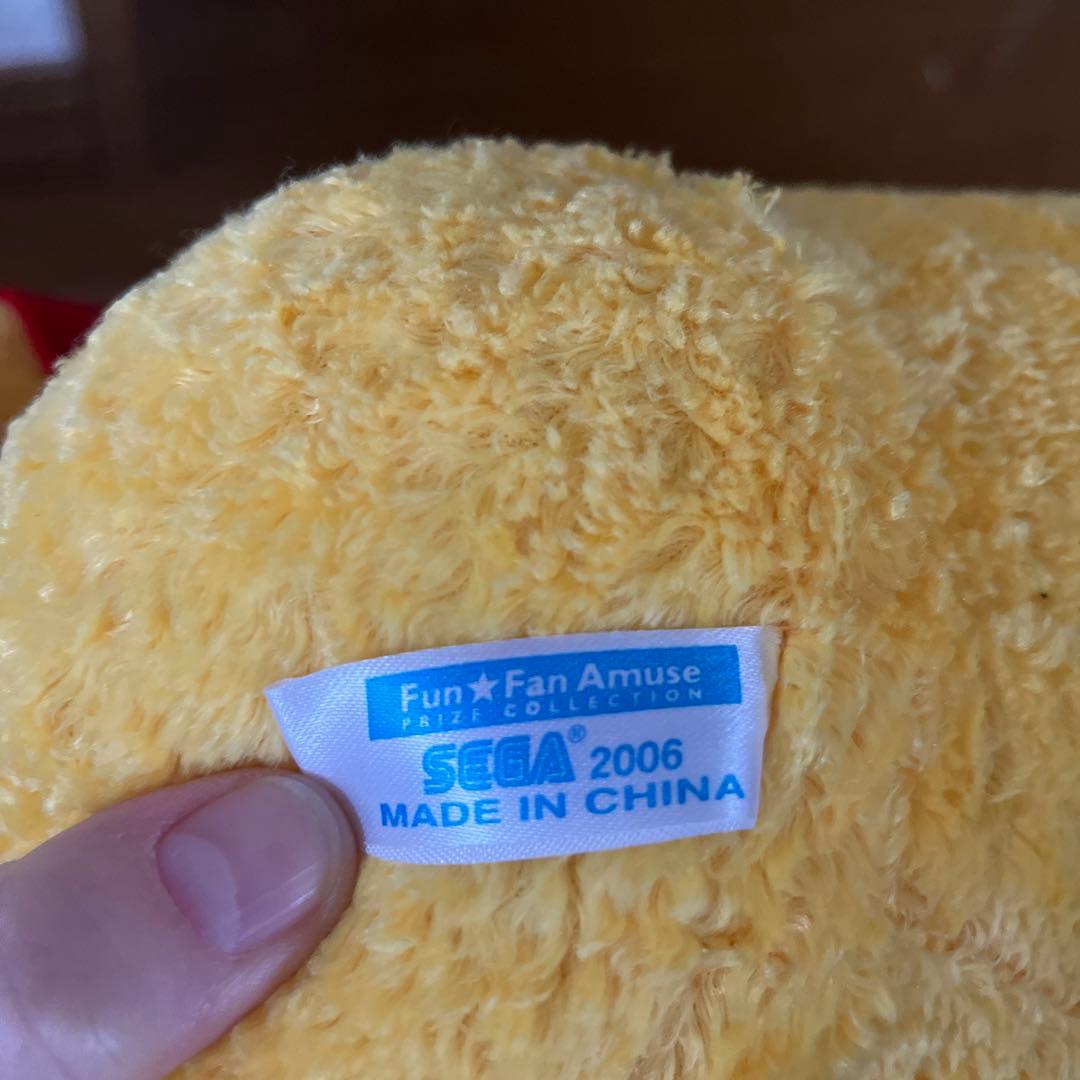 Fun★Fan Amuse
PRIZE COLLECTION
SEGA® 2006
MADE IN CHINA